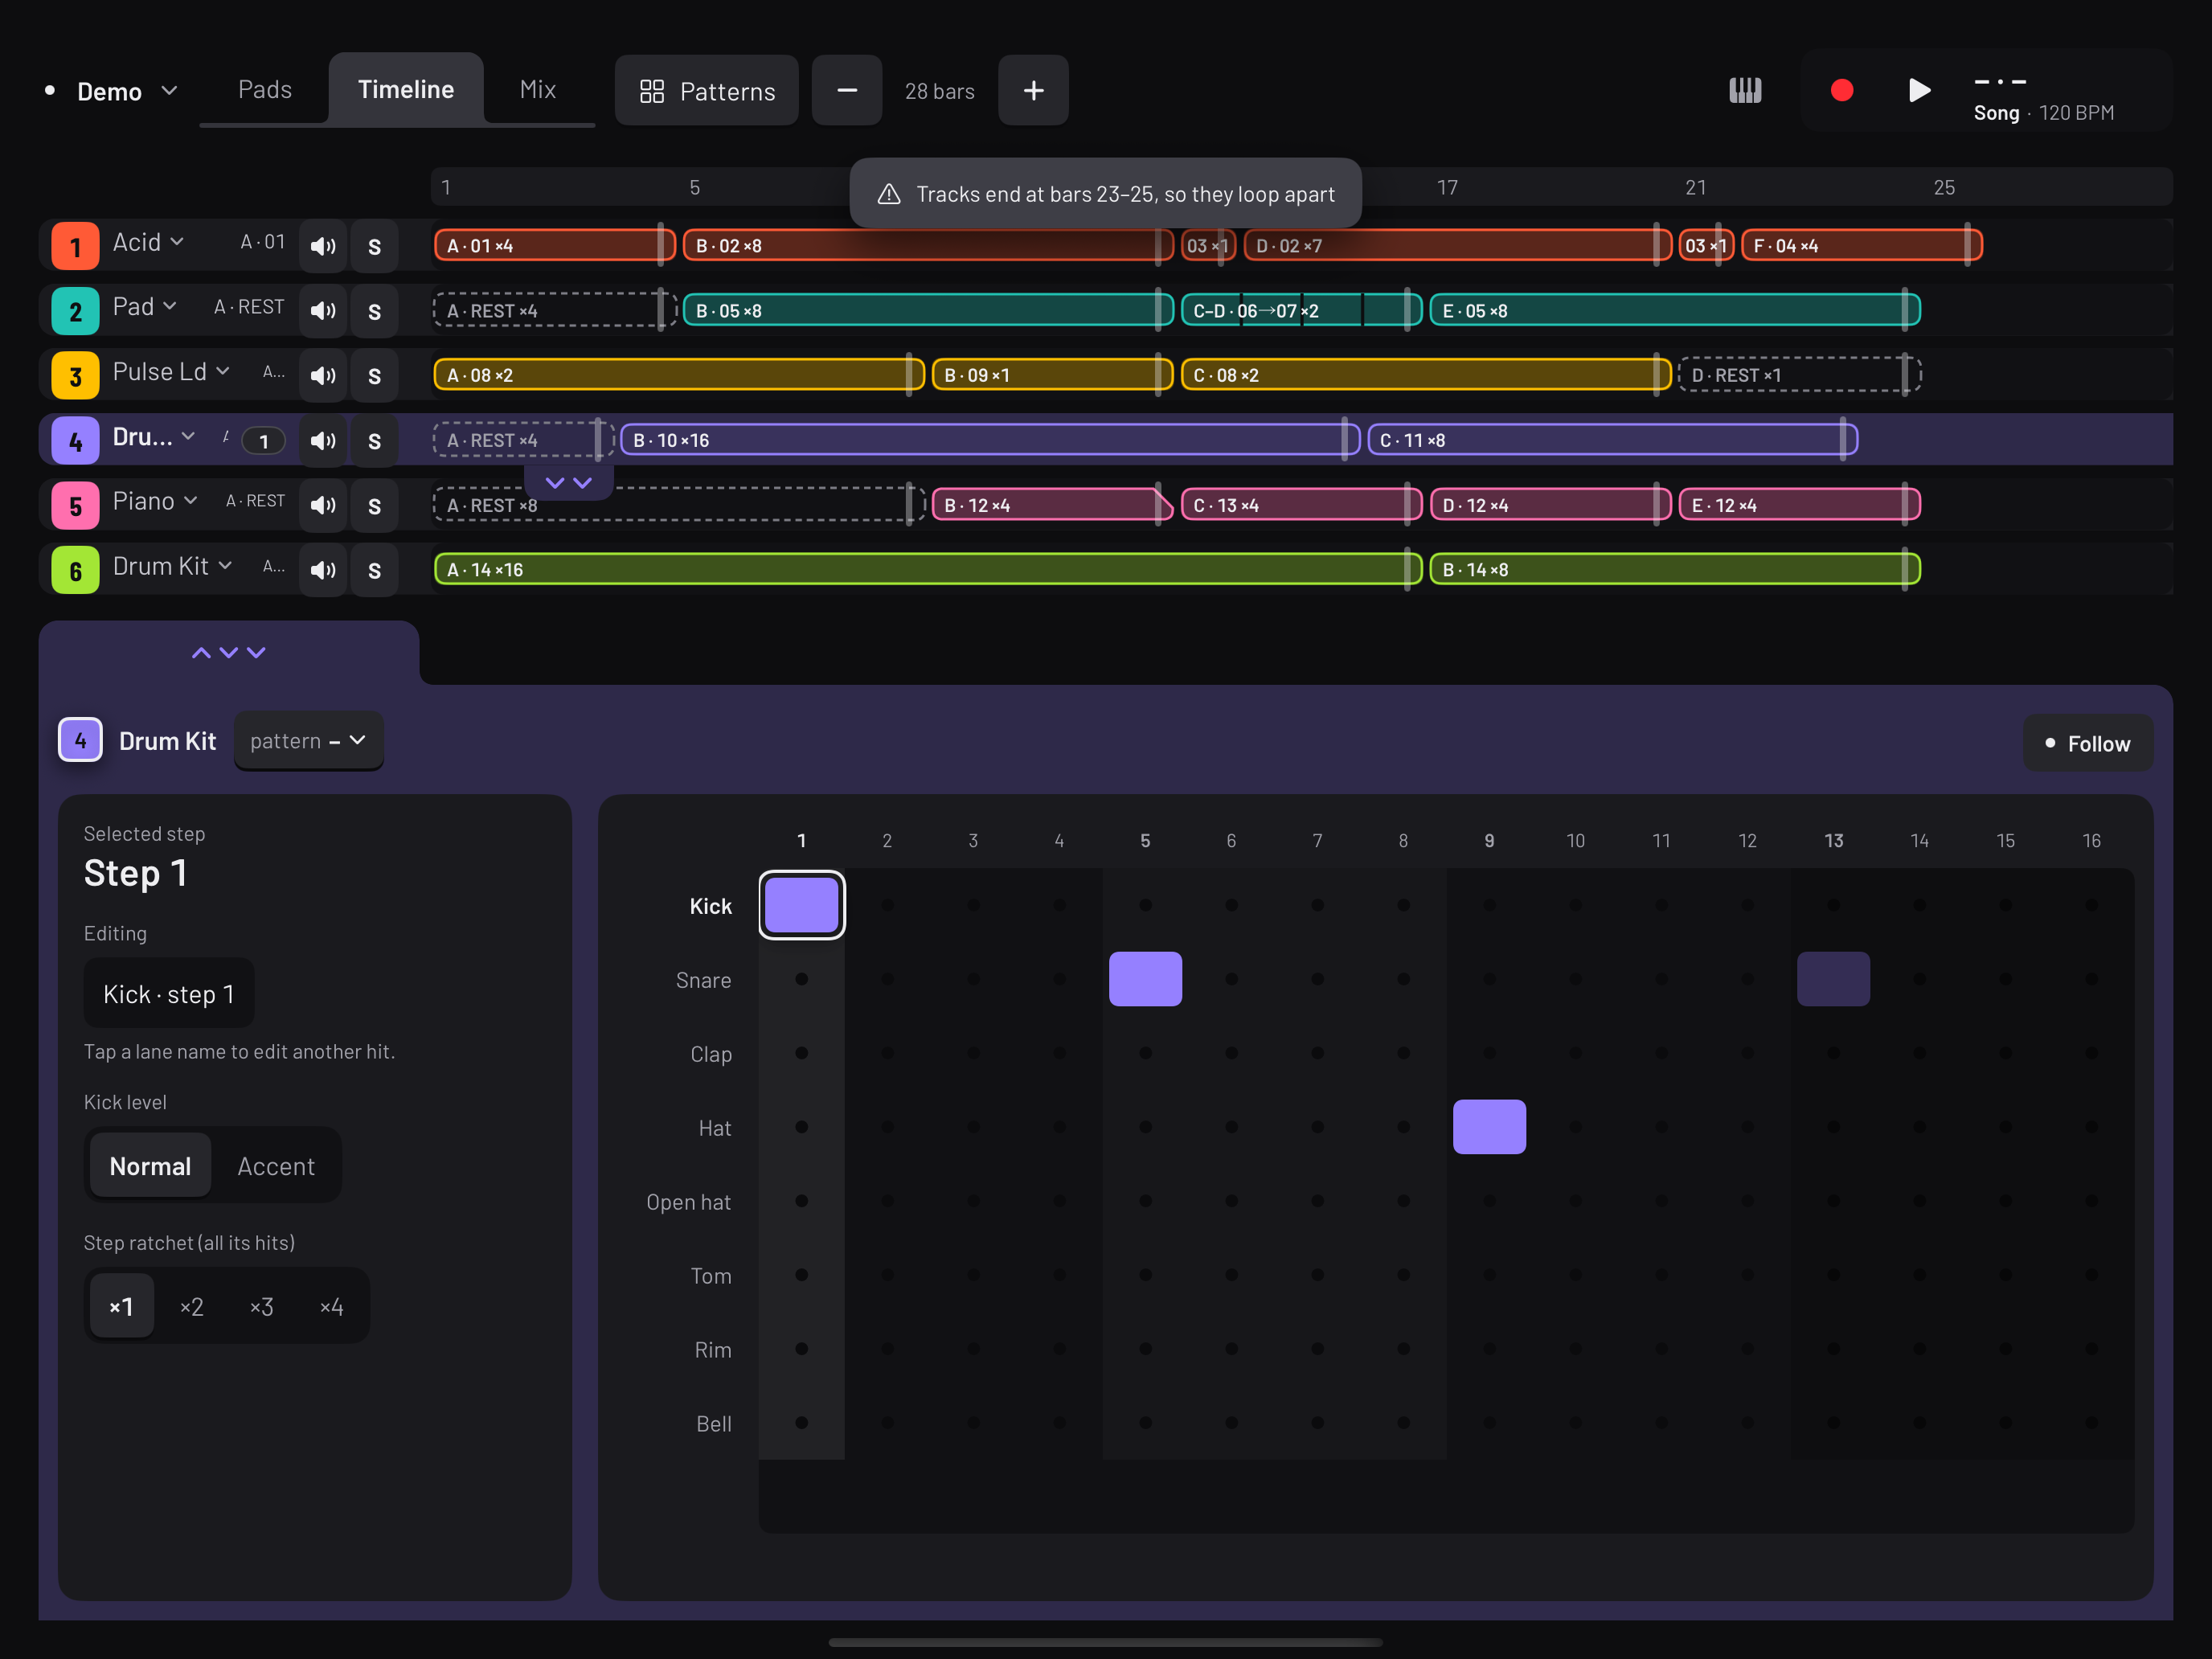 Demo Pads Timeline Mix Patterns − 28 bars + – · –
Song · 120 BPM
1 5 17 21 25
Tracks end at bars 23–25, so they loop apart
1 Acid A · 01 S A · 01 ×4 B · 02 ×8 03 ×1 D · 02 ×7 03 ×1 F · 04 ×4
2 Pad A · REST S A · REST ×4 B · 05 ×8 C–D · 06→07 ×2 E · 05 ×8
3 Pulse Ld A... S A · 08 ×2 B · 09 ×1 C · 08 ×2 D · REST ×1
4 Dru... 1 S A · REST ×4 B · 10 ×16 C · 11 ×8
5 Piano A · REST S A · REST ×8 B · 12 ×4 C · 13 ×4 D · 12 ×4 E · 12 ×4
6 Drum Kit A... S A · 14 ×16 B · 14 ×8
4 Drum Kit pattern – Follow
Selected step
Step 1
Editing
Kick · step 1
Tap a lane name to edit another hit.
Kick level
Normal Accent
Step ratchet (all its hits)
×1 ×2 ×3 ×4
1 2 3 4 5 6 7 8 9 10 11 12 13 14 15 16
Kick
Snare
Clap
Hat
Open hat
Tom
Rim
Bell